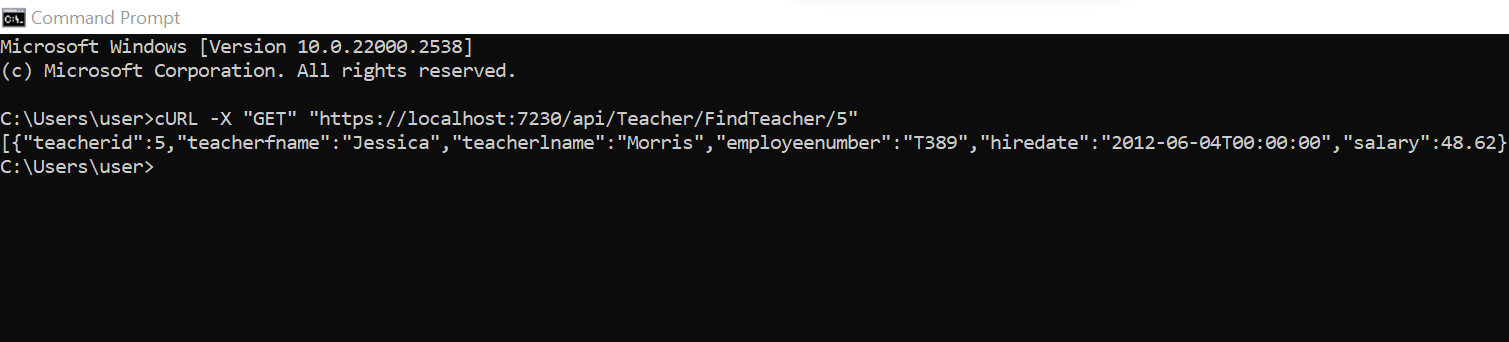 Command Prompt
Microsoft Windows [Version 10.0.22000.2538]
(c) Microsoft Corporation. All rights reserved.
C:\Users\user>cURL -X "GET" "https://localhost:7230/api/Teacher/FindTeacher/5"
[{"teacherid":5,"teacherfname":"Jessica","teacherlname":"Morris","employeenumber":"T389","hiredate":"2012-06-04T00:00:00","salary":48.62}
C:\Users\user>